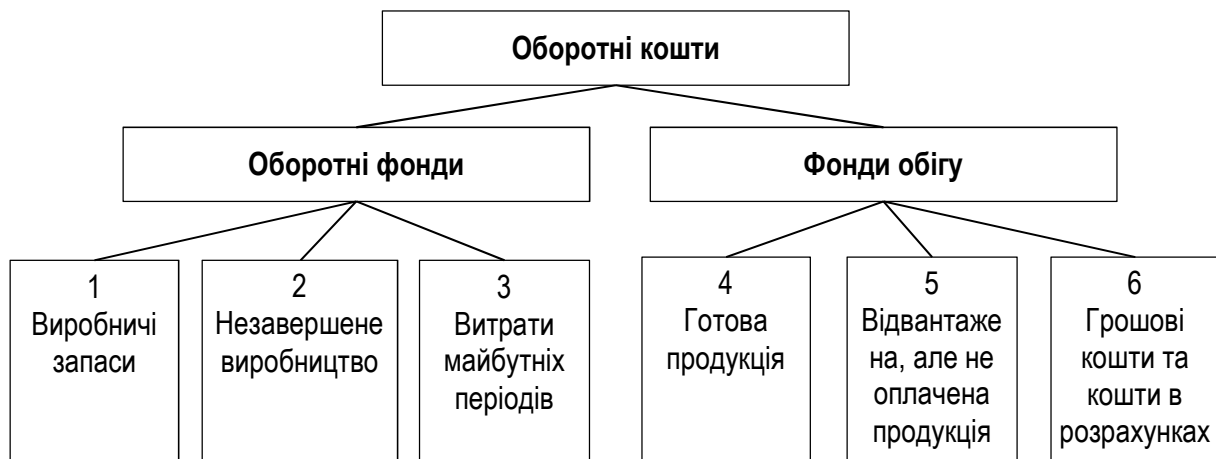 Оборотні кошти
Оборотні фонди
Фонди обігу
1
Виробничі
запаси
2
Незавершене
виробництво
3
Витрати
майбутніх
періодів
4
Готова
продукція
5
Відвантаже
на, але не
оплачена
продукція
6
Грошові
кошти та
кошти в
розрахунках